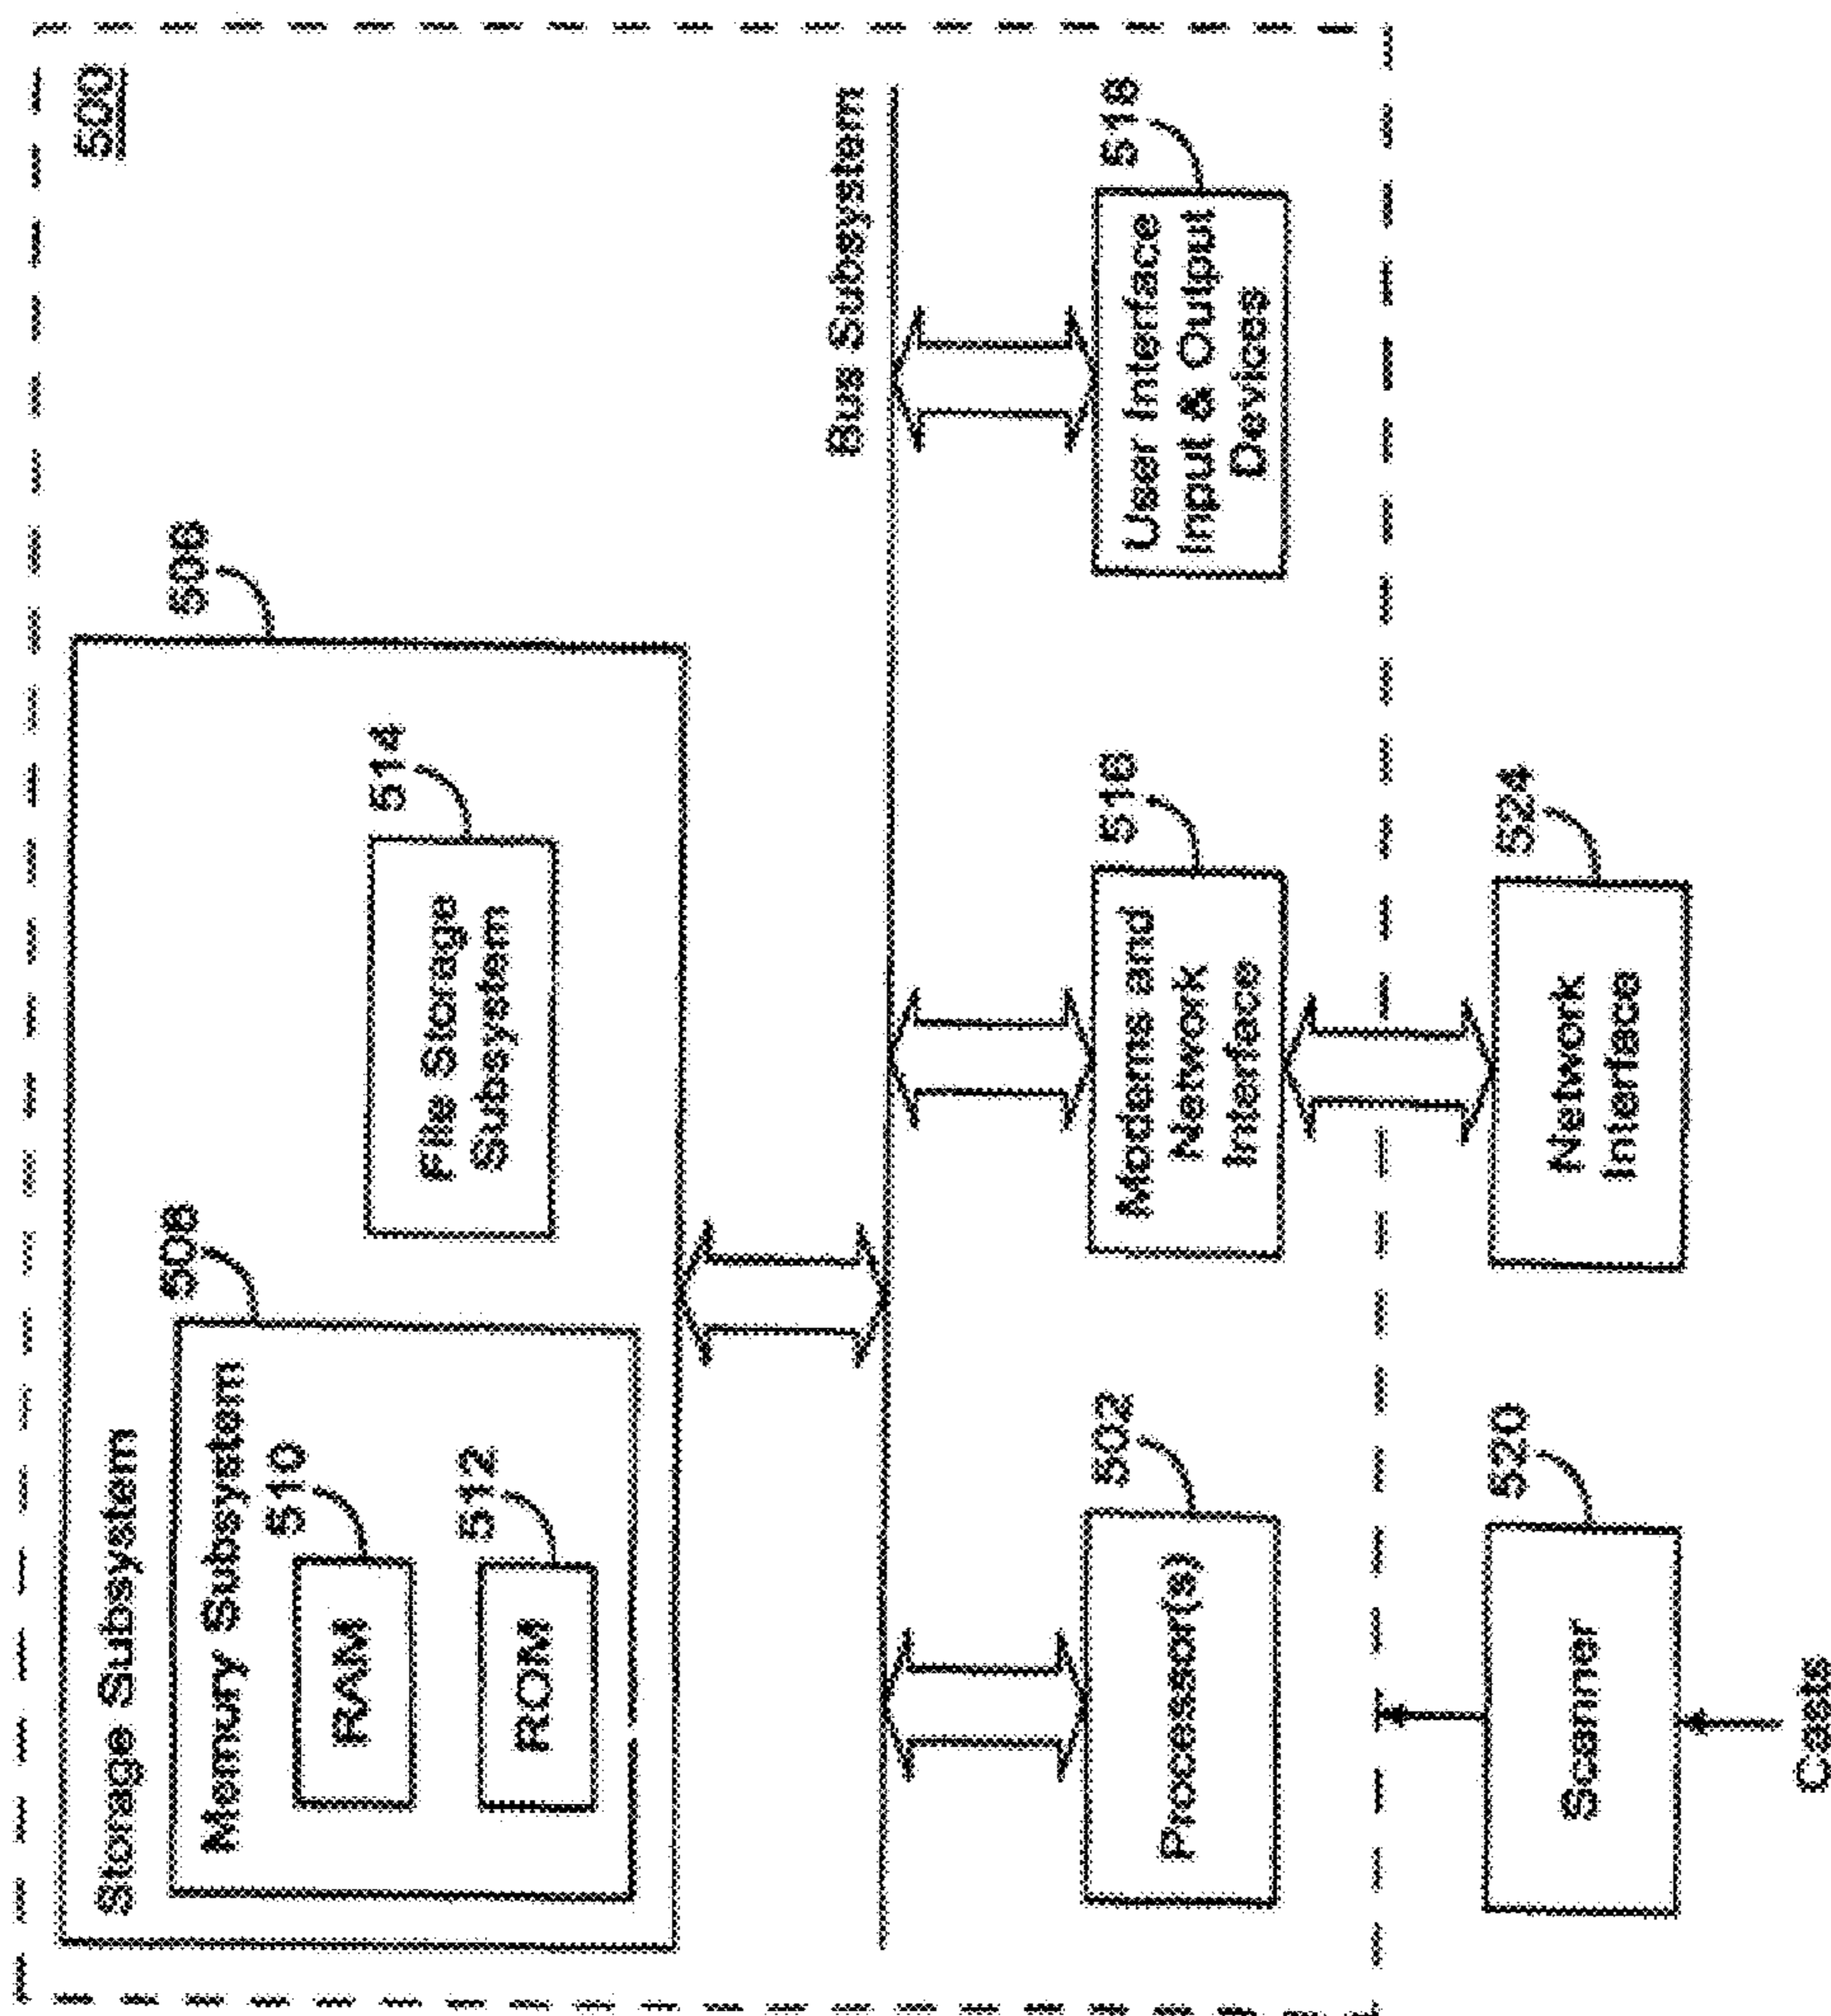 500
Storage Subsystem
506
Memory Subsystem
508
RAM
510
ROM
512
File Storage
Subsystem
514
Bus Subsystem
Processor(s)
502
Modems and
Network
Interface
516
User Interface
Input & Output
Devices
518
Scanner
520
Network
Interface
524
Casts